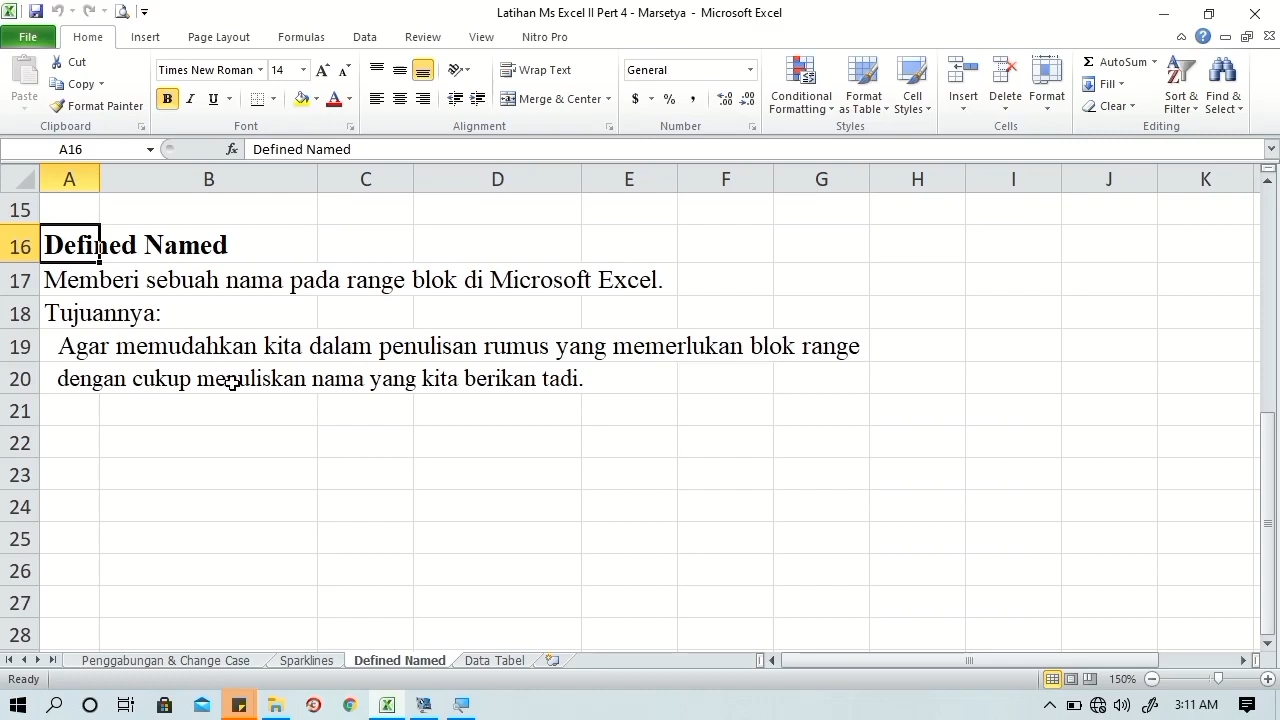 Latihan Ms Excel II Pert 4 - Marsetya - Microsoft Excel
File Home Insert Page Layout Formulas Data Review View Nitro Pro
Paste
Cut
Copy
Format Painter
Clipboard
Times New Roman 14
B I U
Font
Wrap Text
Merge & Center
Alignment
General
$ % ,
Number
Conditional Formatting
Format as Table
Cell Styles
Styles
Insert Delete Format
Cells
AutoSum
Fill
Clear
Sort & Filter
Find & Select
Editing
A16 fx Defined Named
A B C D E F G H I J K
15
16 Defined Named
17 Memberi sebuah nama pada range blok di Microsoft Excel.
18 Tujuannya:
19 Agar memudahkan kita dalam penulisan rumus yang memerlukan blok range
20 dengan cukup menuliskan nama yang kita berikan tadi.
21
22
23
24
25
26
27
28
Penggabungan & Change Case Sparklines Defined Named Data Tabel
Ready 150%
3:11 AM